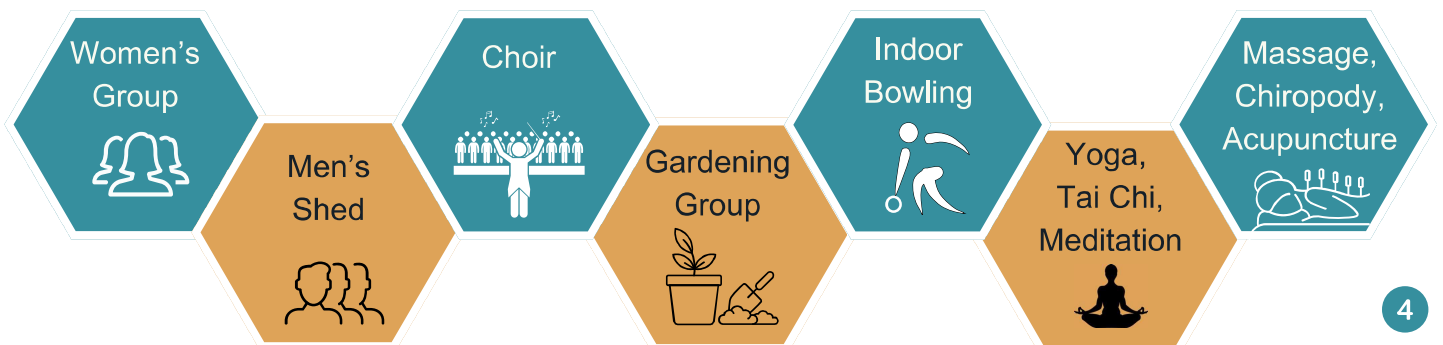 Women's
Group
Men's
Shed
Choir
Gardening
Group
Indoor
Bowling
Yoga,
Tai Chi,
Meditation
Massage,
Chiropody,
Acupuncture
4